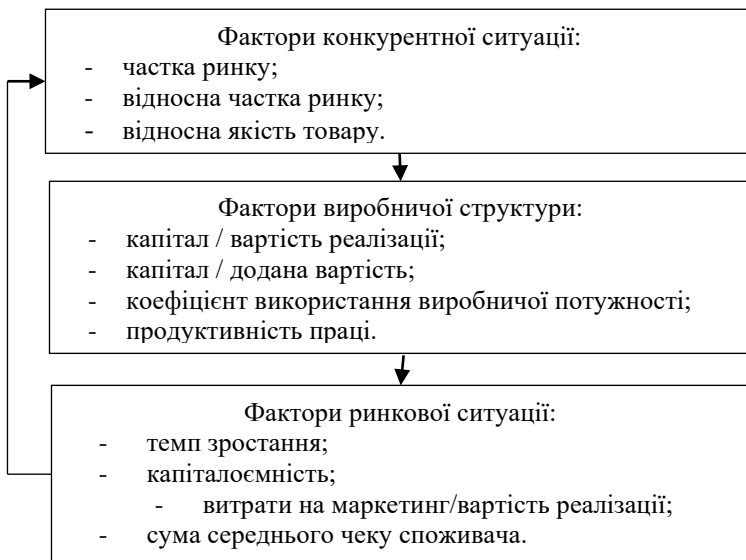 Фактори конкурентної ситуації:
- частка ринку;
- відносна частка ринку;
- відносна якість товару.
Фактори виробничої структури:
- капітал / вартість реалізації;
- капітал / додана вартість;
- коефіцієнт використання виробничої потужності;
- продуктивність праці.
Фактори ринкової ситуації:
- темп зростання;
- капіталоємність;
- витрати на маркетинг/вартість реалізації;
- сума середнього чеку споживача.